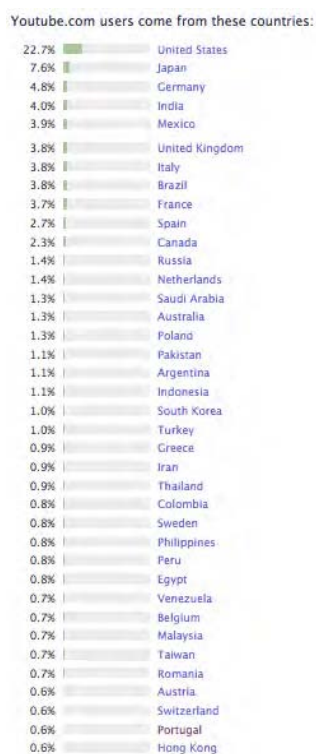 Youtube.com users come from these countries:
22.7% United States
7.6% Japan
4.8% Germany
4.0% India
3.9% Mexico
3.8% United Kingdom
3.8% Italy
3.8% Brazil
3.7% France
2.7% Spain
2.3% Canada
1.4% Russia
1.4% Netherlands
1.3% Saudi Arabia
1.3% Australia
1.3% Poland
1.1% Pakistan
1.1% Argentina
1.1% Indonesia
1.0% South Korea
1.0% Turkey
0.9% Greece
0.9% Iran
0.9% Thailand
0.8% Colombia
0.8% Sweden
0.8% Philippines
0.8% Peru
0.8% Egypt
0.7% Venezuela
0.7% Belgium
0.7% Malaysia
0.7% Taiwan
0.7% Romania
0.6% Austria
0.6% Switzerland
0.6% Portugal
0.6% Hong Kong